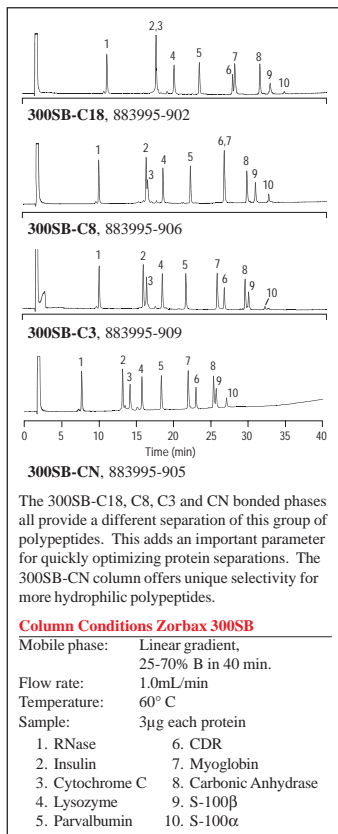 1
2,3
4
5
6
7
8
9
10
300SB-C18, 883995-902
1
2
3
4
5
6,7
8
9
10
300SB-C8, 883995-906
1
2
3
4
5
7
6
8
9
10
300SB-C3, 883995-909
1
2
3
4
5
7
6
8
9
10
0 5 10 15 20 25 30 35 40
Time (min)
300SB-CN, 883995-905
The 300SB-C18, C8, C3 and CN bonded phases
all provide a different separation of this group of
polypeptides. This adds an important parameter
for quickly optimizing protein separations. The
300SB-CN column offers unique selectivity for
more hydrophilic polypeptides.
Column Conditions Zorbax 300SB
Mobile phase: Linear gradient,
25-70% B in 40 min.
Flow rate: 1.0mL/min
Temperature: 60° C
Sample: 3µg each protein
1. RNase 6. CDR
2. Insulin 7. Myoglobin
3. Cytochrome C 8. Carbonic Anhydrase
4. Lysozyme 9. S-100β
5. Parvalbumin 10. S-100α